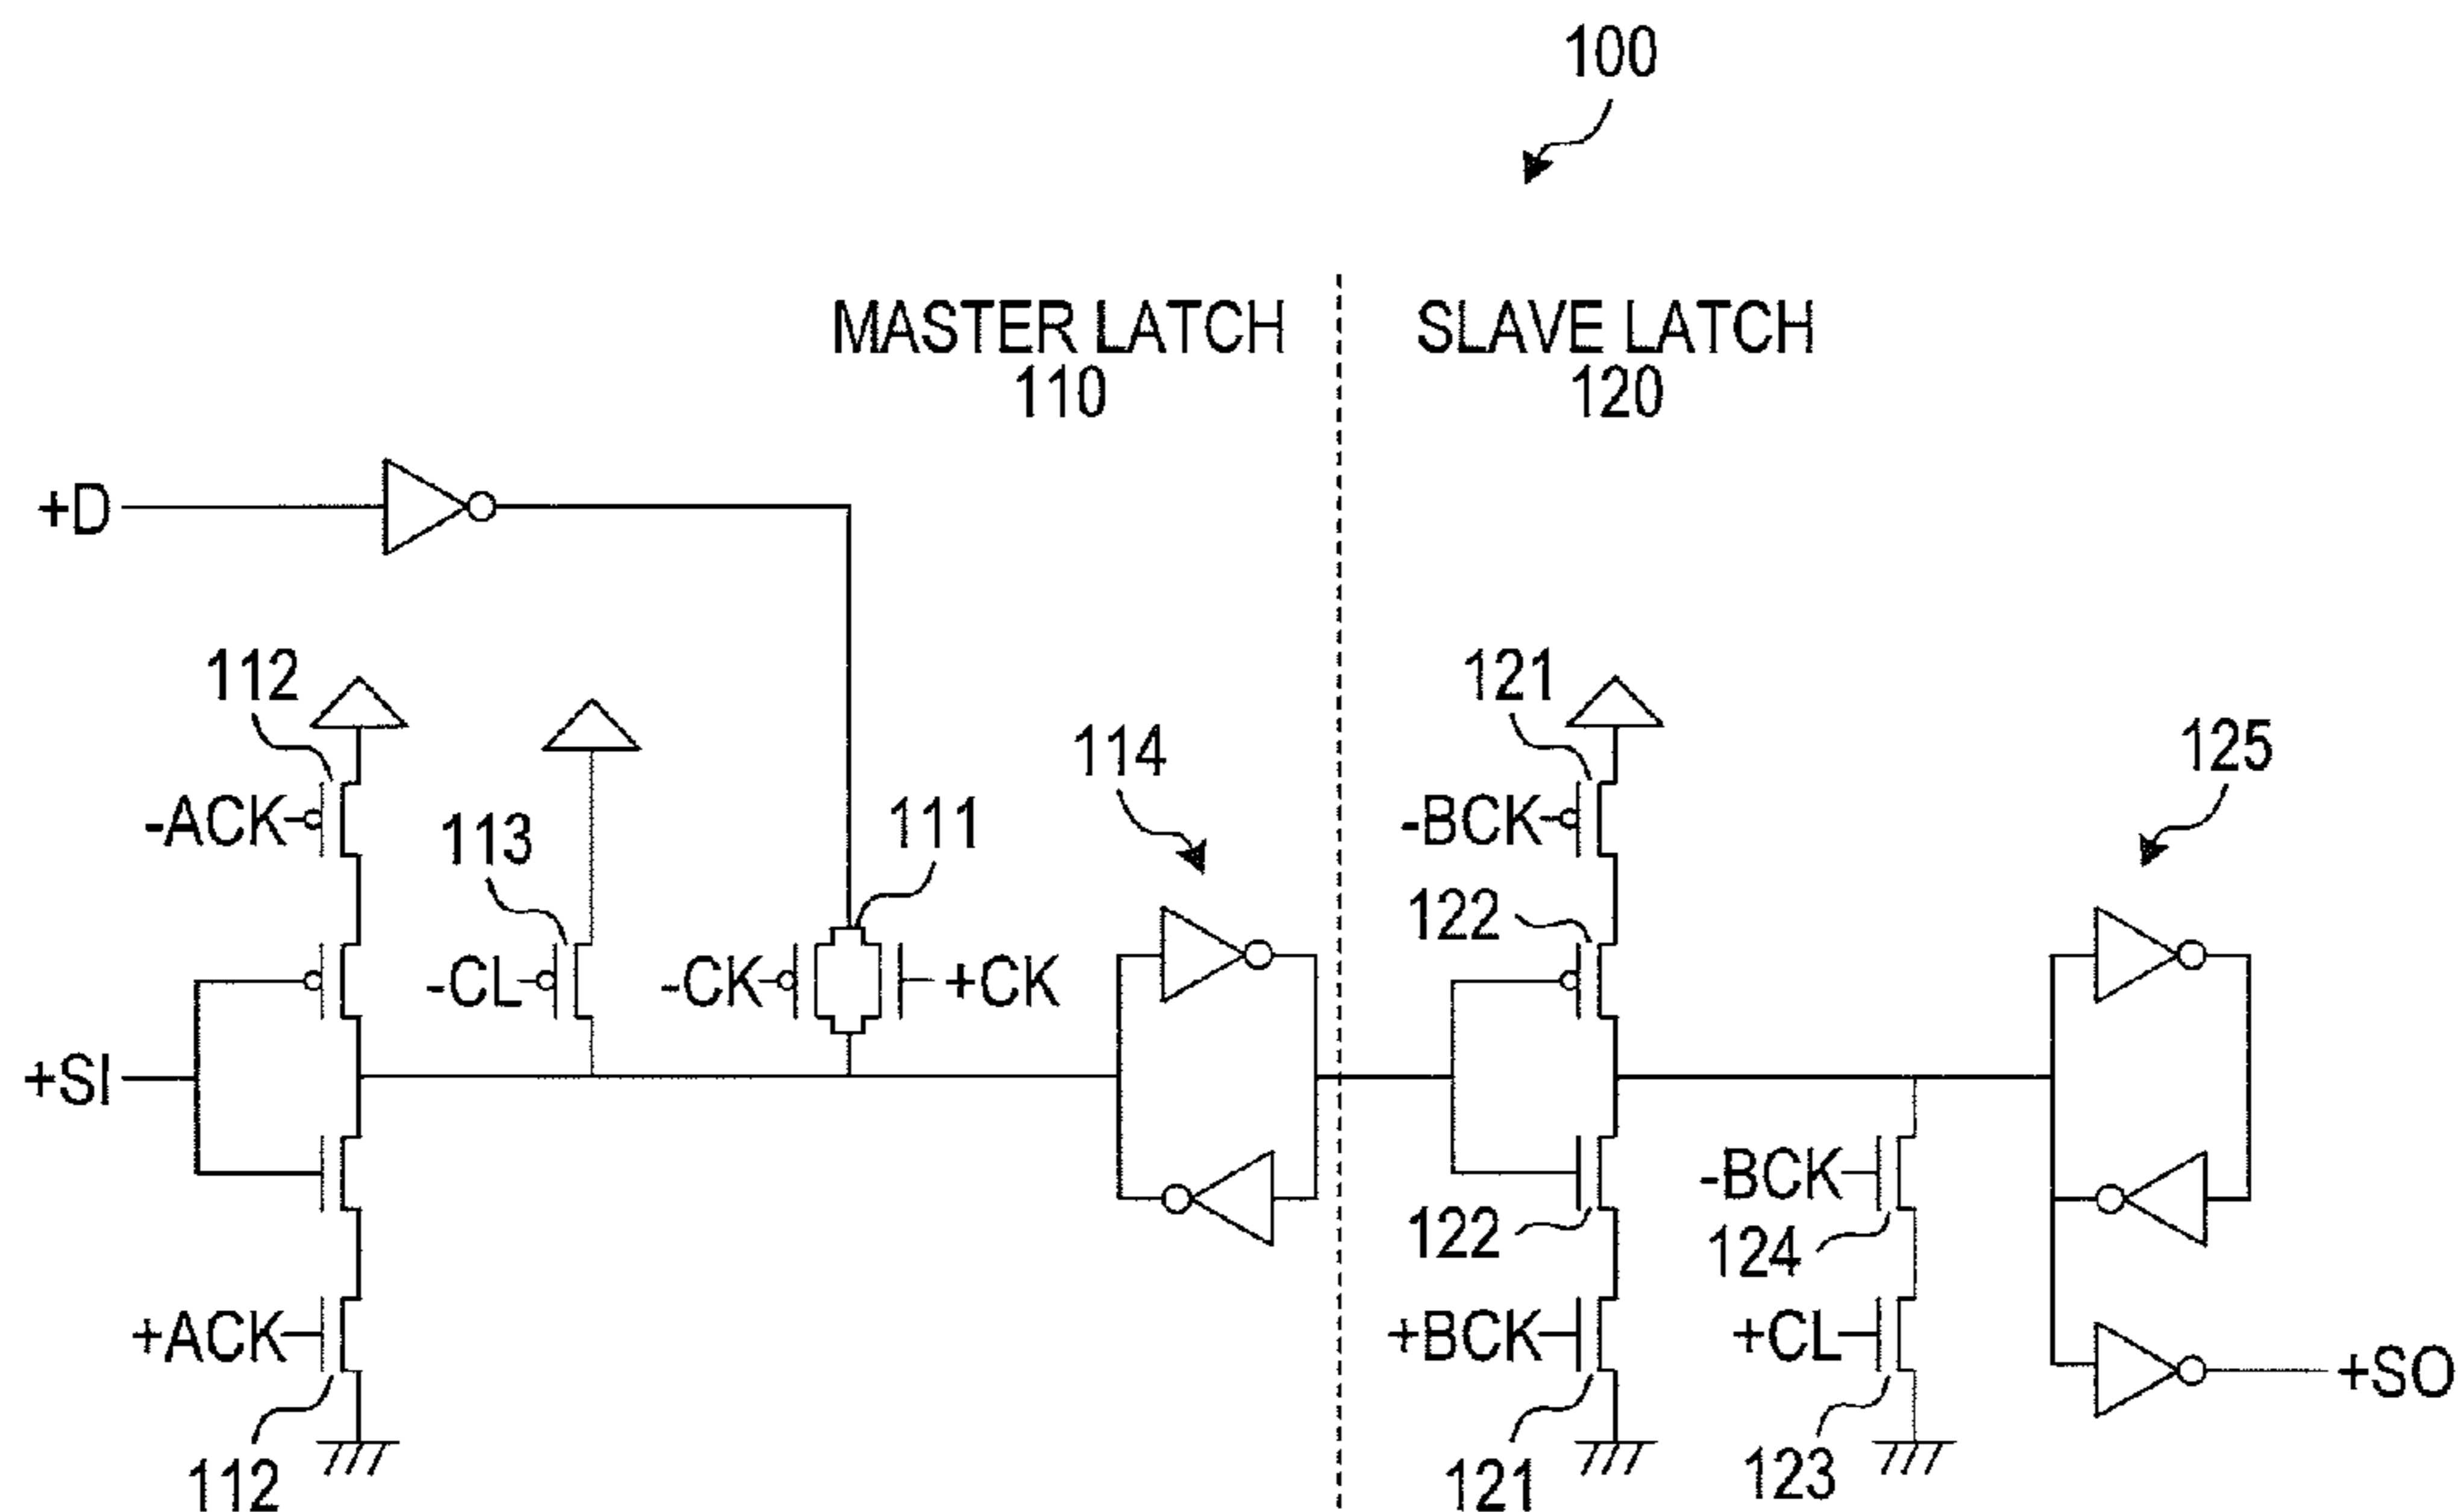 100
MASTER LATCH
110
SLAVE LATCH
120
+D
112
121
114
125
-ACK
113
111
-BCK
122
-CL
-CK
+CK
+SI
-BCK
122
124
+ACK
+BCK
+CL
+SO
112
121
123